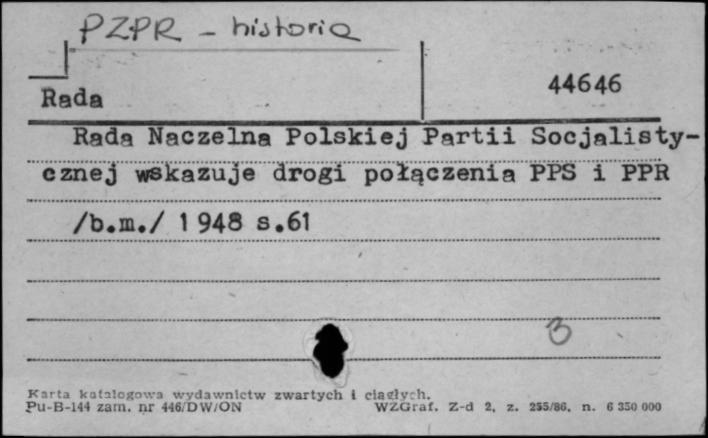 PZPR - historia
44646
Rada
Rada Naczelna Polskiej Partii Socjalisty-
cznej wskazuje drogi połączenia PPS i PPR
/b.m./ 1948 s.61
3
Karta katalogowa wydawnictw zwartych i ciągłych.
Pu-B-144 zam. nr 446/DW/ON WZGraf. Z-d 2, z. 255/86, n. 6 350 000